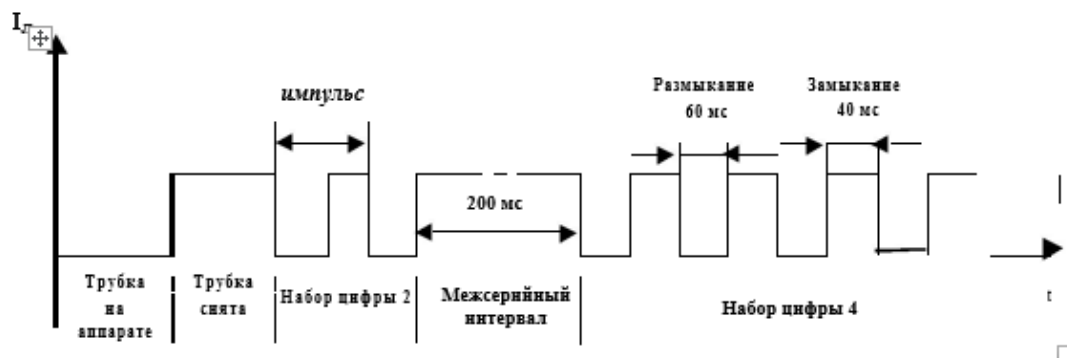 Iл
импульс
Размыкание
60 мс
Замыкание
40 мс
200 мс
Трубка
на
аппарате
Трубка
снята
Набор цифры 2
Межсерийный
интервал
Набор цифры 4
t